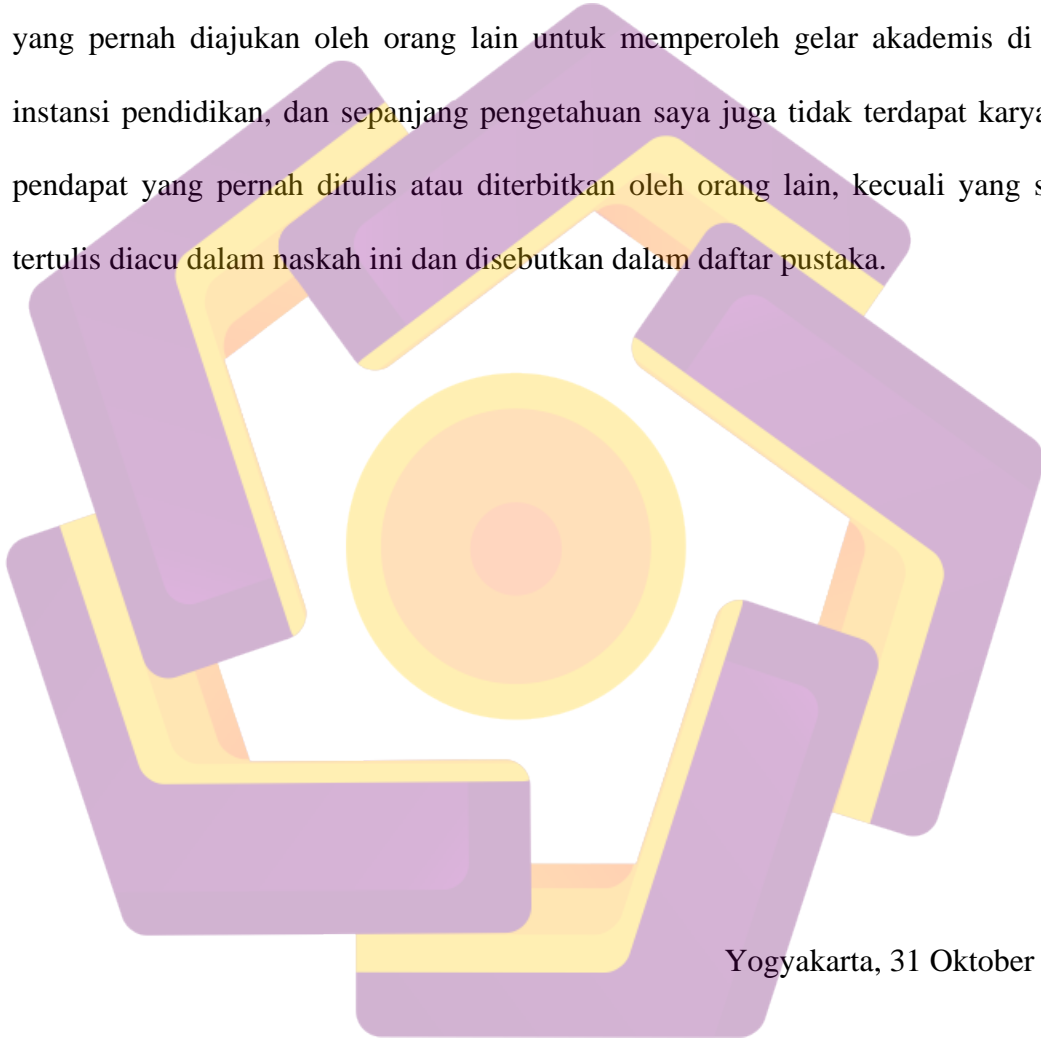 yang pernah diajukan oleh orang lain untuk memperoleh gelar akademis di
instansi pendidikan, dan sepanjang pengetahuan saya juga tidak terdapat karya
pendapat yang pernah ditulis atau diterbitkan oleh orang lain, kecuali yang
tertulis diacu dalam naskah ini dan disebutkan dalam daftar pustaka.
Yogyakarta, 31 Oktober